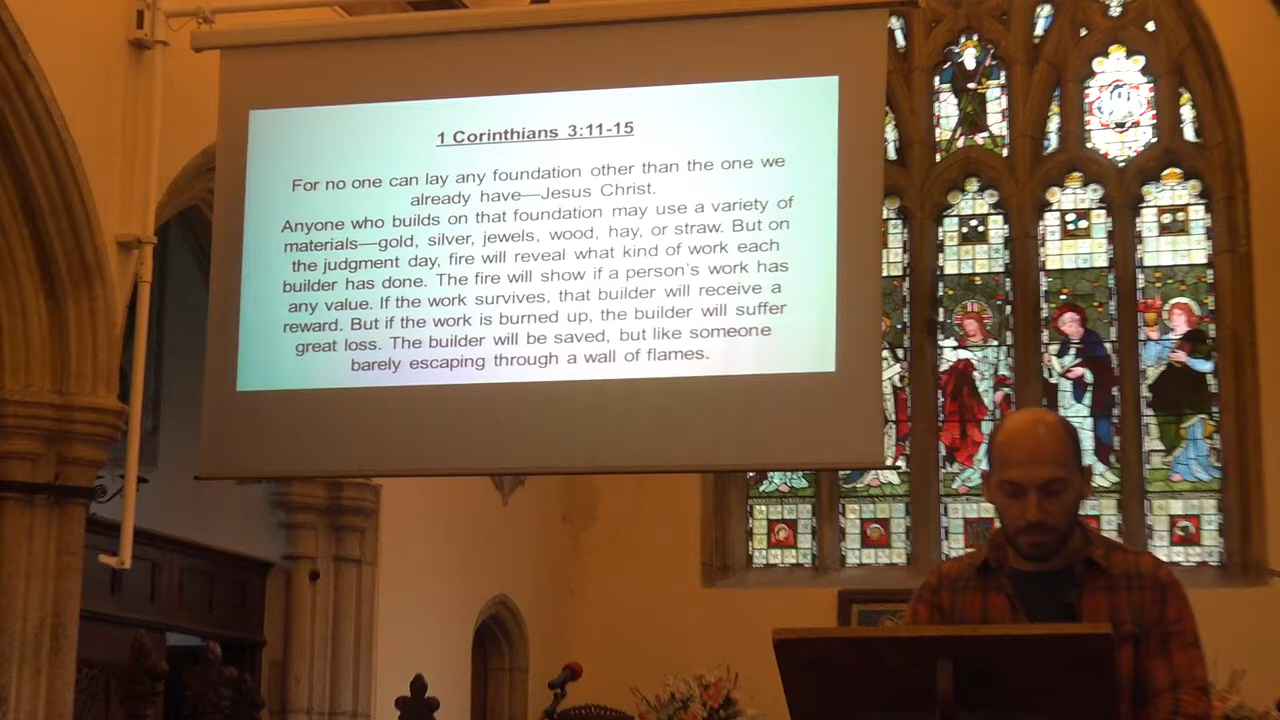 1 Corinthians 3:11-15
For no one can lay any foundation other than the one we
already have—Jesus Christ.
Anyone who builds on that foundation may use a variety of
materials—gold, silver, jewels, wood, hay, or straw. But on
the judgment day, fire will reveal what kind of work each
builder has done. The fire will show if a person's work has
any value. If the work survives, that builder will receive a
reward. But if the work is burned up, the builder will suffer
great loss. The builder will be saved, but like someone
barely escaping through a wall of flames.